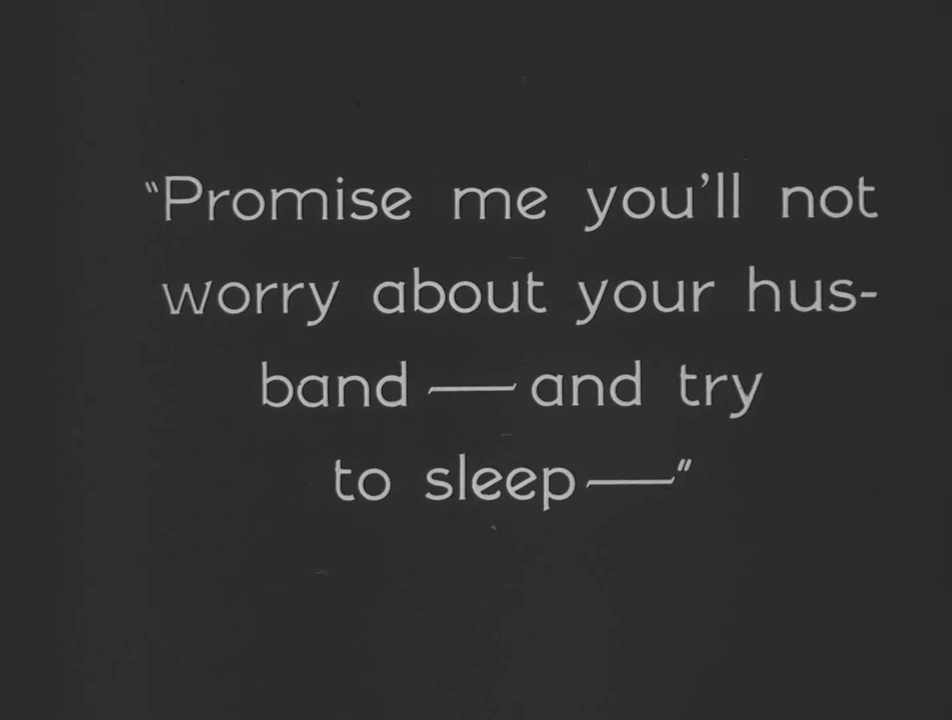 "Promise me you'll not
worry about your hus-
band — and try
to sleep —"